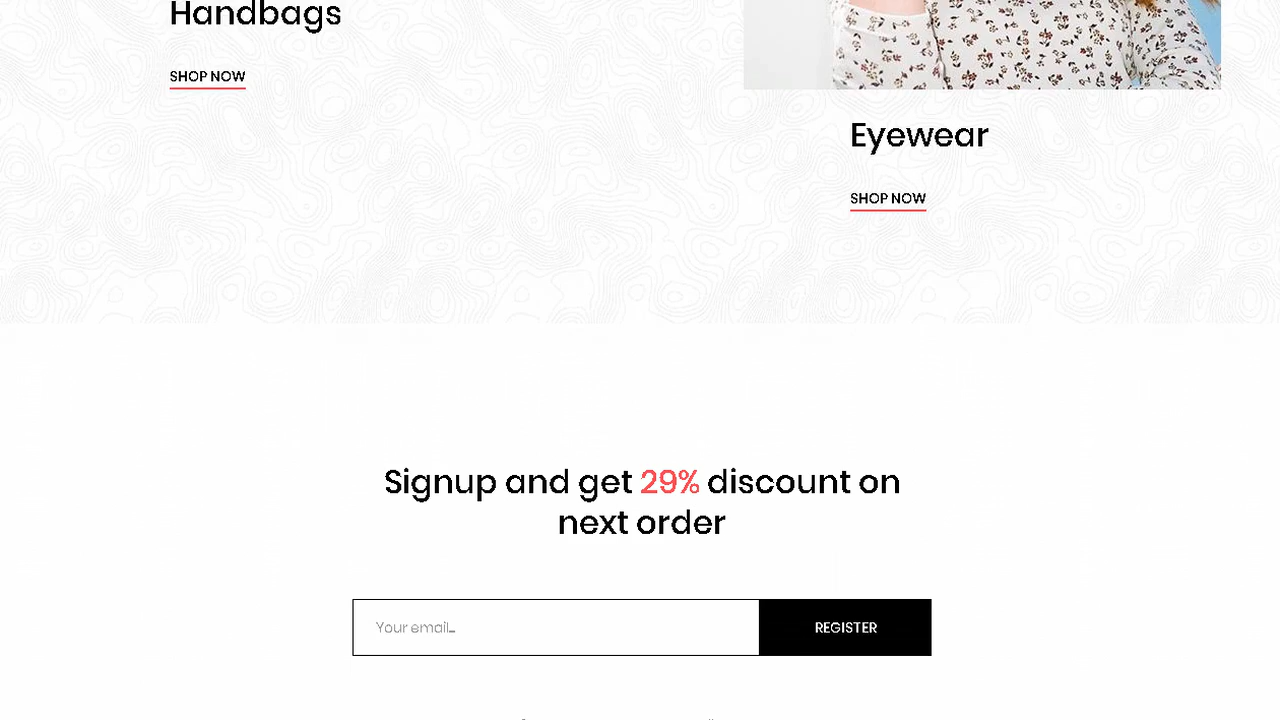 Handbags
SHOP NOW
Eyewear
SHOP NOW
Signup and get 29% discount on
next order
Your email...
REGISTER